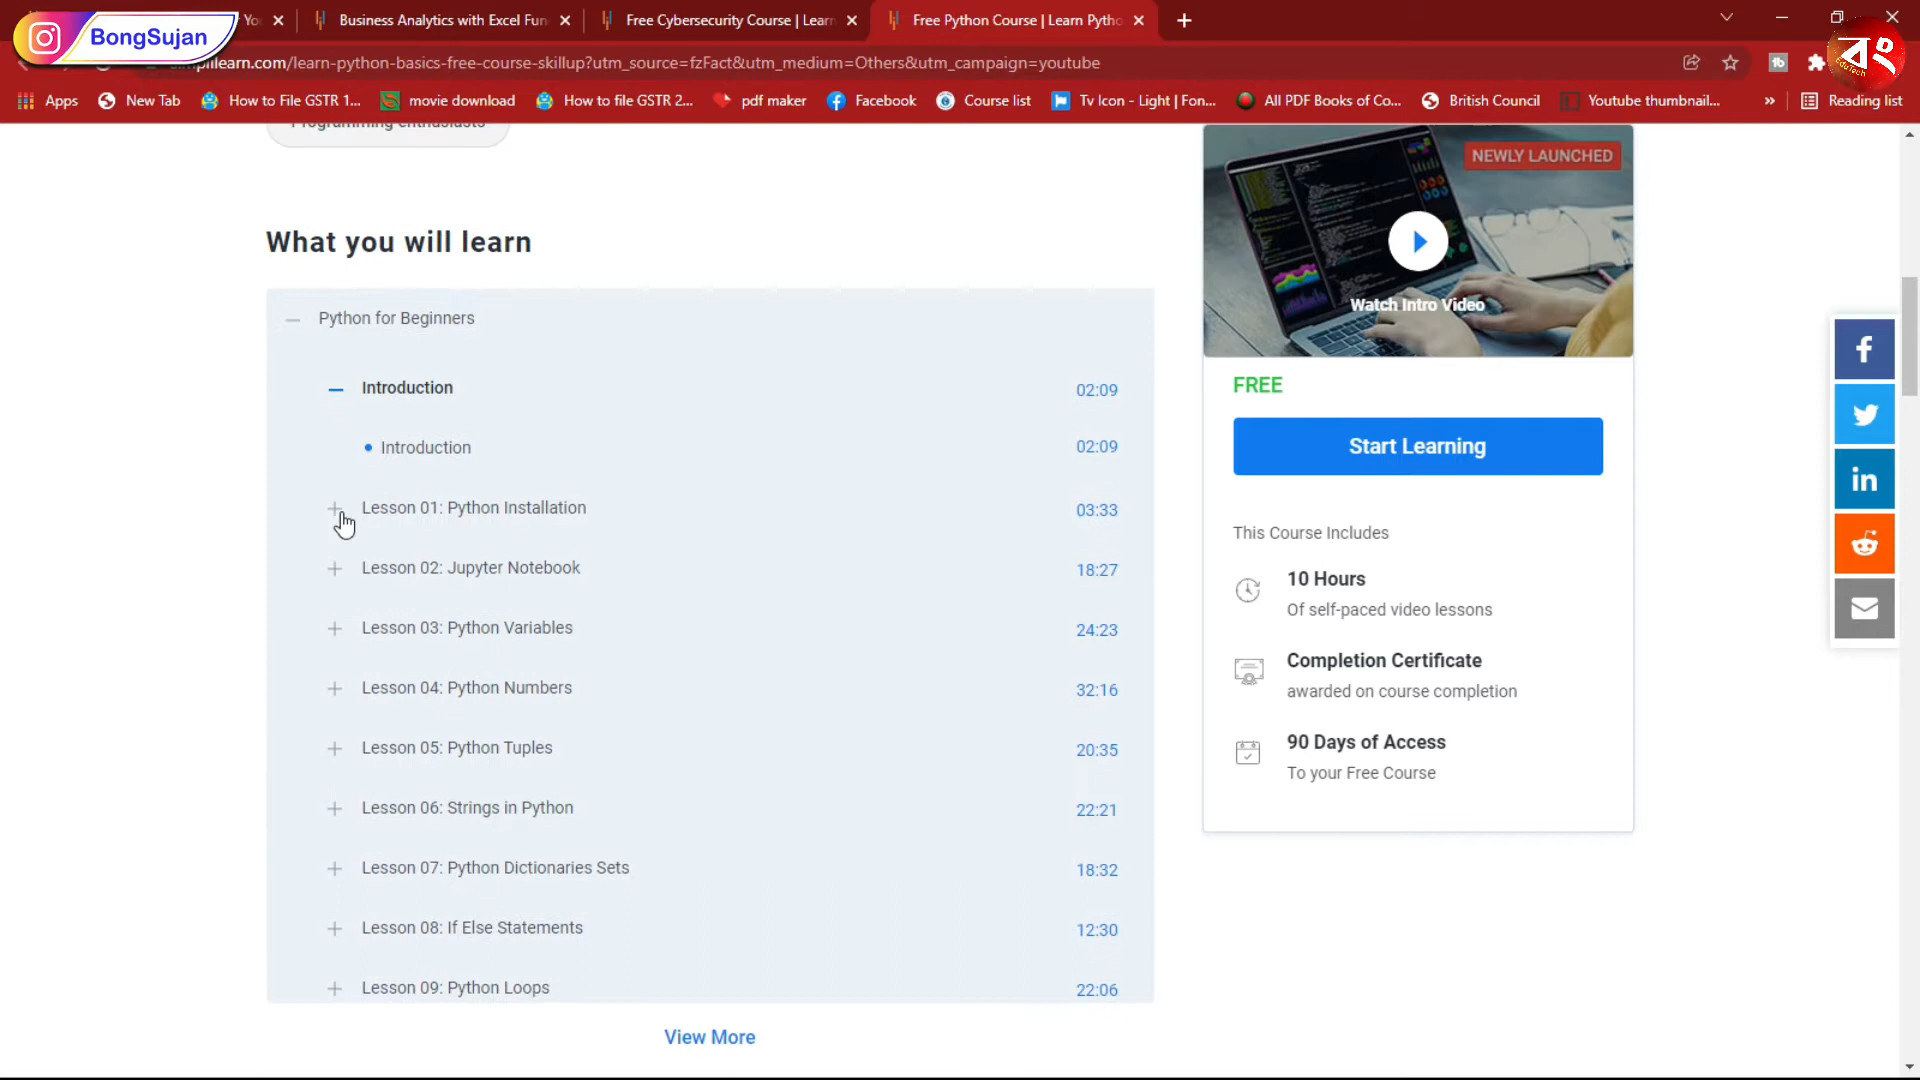 BongSujan
Business Analytics with Excel Fun
Free Cybersecurity Course | Learn
Free Python Course | Learn Pytho
simplilearn.com/learn-python-basics-free-course-skillup?utm_source=fzFact&utm_medium=Others&utm_campaign=youtube
Apps
New Tab
How to File GSTR 1...
movie download
How to file GSTR 2...
pdf maker
Facebook
Course list
Tv Icon - Light | Fon...
All PDF Books of Co...
British Council
Youtube thumbnail...
»
Reading list
EduTech
Programming enthusiasts
What you will learn
Python for Beginners
Introduction 02:09
Introduction 02:09
Lesson 01: Python Installation 03:33
Lesson 02: Jupyter Notebook 18:27
Lesson 03: Python Variables 24:23
Lesson 04: Python Numbers 32:16
Lesson 05: Python Tuples 20:35
Lesson 06: Strings in Python 22:21
Lesson 07: Python Dictionaries Sets 18:32
Lesson 08: If Else Statements 12:30
Lesson 09: Python Loops 22:06
View More
NEWLY LAUNCHED
Watch Intro Video
FREE
Start Learning
This Course Includes
10 Hours
Of self-paced video lessons
Completion Certificate
awarded on course completion
90 Days of Access
To your Free Course